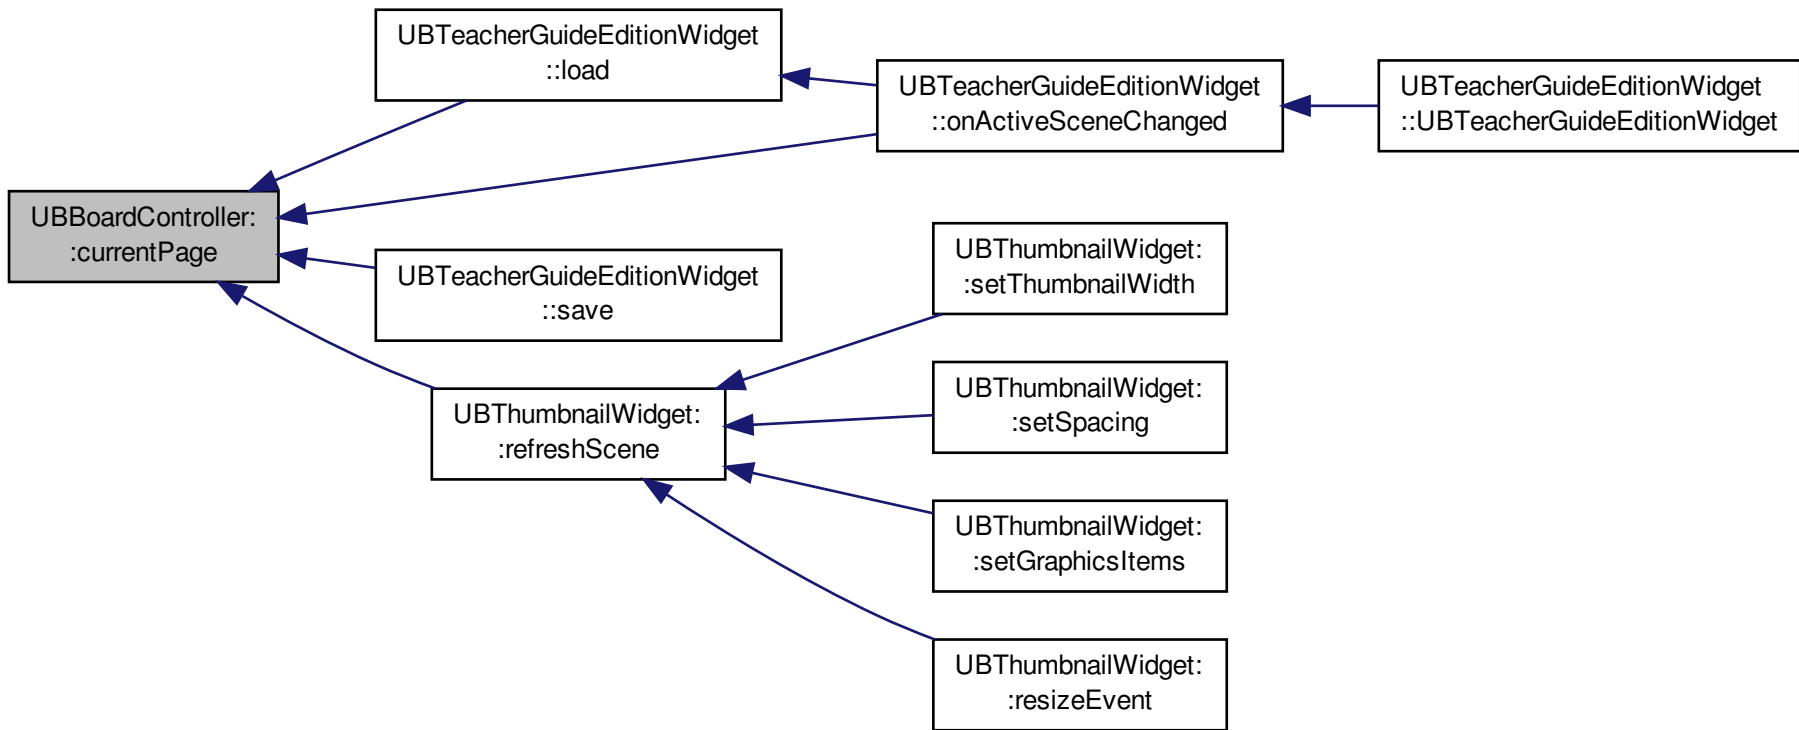 UBTeacherGuideEditionWidget
::load
UBTeacherGuideEditionWidget
::onActiveSceneChanged
UBTeacherGuideEditionWidget
::UBTeacherGuideEditionWidget
UBBoardController:
:currentPage
UBTeacherGuideEditionWidget
::save
UBThumbnailWidget:
:setThumbnailWidth
UBThumbnailWidget:
:refreshScene
UBThumbnailWidget:
:setSpacing
UBThumbnailWidget:
:setGraphicsItems
UBThumbnailWidget:
:resizeEvent